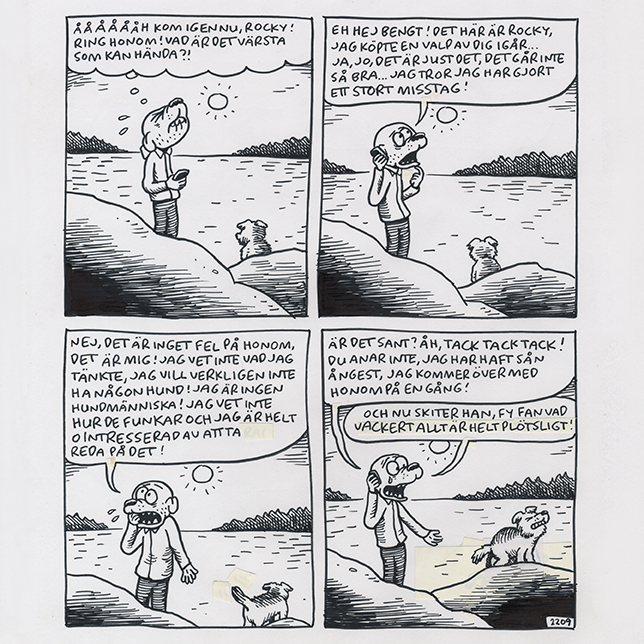 ÅÅÅÅÅÅH KOM IGEN NU, ROCKY!
RING HONOM! VAD ÄR DET VÄRSTA
SOM KAN HÄNDA?!
EH HEJ BENGT! DET HÄR ÄR ROCKY,
JAG KÖPTE EN VALP AV DIG IGÅR...
JA, JO, DET ÄR JUST DET, DET GÅR INTE
SÅ BRA... JAG TROR JAG HAR GJORT
ETT STORT MISSTAG!
NEJ, DET ÄR INGET FEL PÅ HONOM,
DET ÄR MIG! JAG VET INTE VAD JAG
TÄNKTE, JAG VILL VERKLIGEN INTE
HA NÅGON HUND! JAG ÄR INGEN
HUNDMÄNNISKA! JAG VET INTE
HUR DE FUNKAR OCH JAG ÄR HELT
OINTRESSERAD AV ATT TA
REDA PÅ DET!
ÄR DET SANT? ÅH, TACK TACK TACK!
DU ANAR INTE, JAG HAR HAFT SÅN
ÅNGEST, JAG KOMMER ÖVER MED
HONOM PÅ EN GÅNG!
OCH NU SKITER HAN, FY FAN VAD
VACKERT ALLT ÄR HELT PLÖTSLIGT!
2209